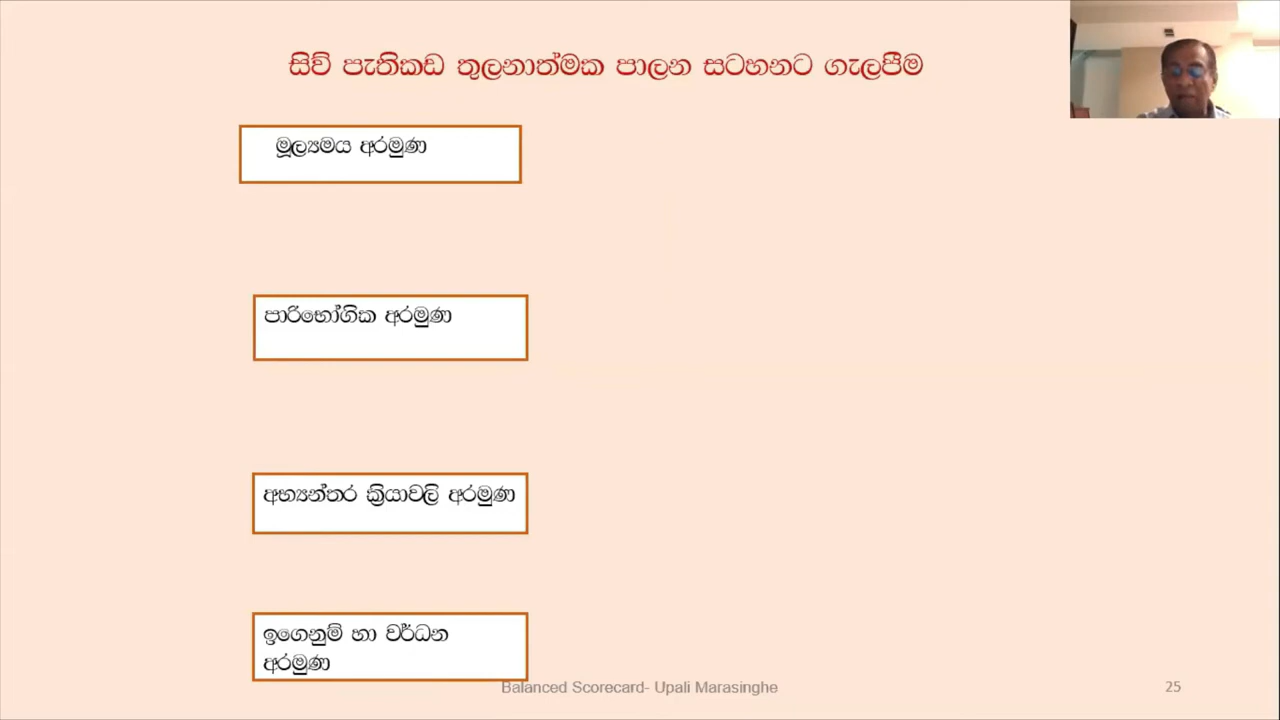 සිව් පැතිකඩ තුලනාත්මක පාලන සටහනට ගැලපීම
මූල්‍යමය අරමුණ
පාරිභෝගික අරමුණ
අභ්‍යන්තර ක්‍රියාවලි අරමුණ
ඉගෙනුම් හා වර්ධන
අරමුණ
Balanced Scorecard- Upali Marasinghe
25